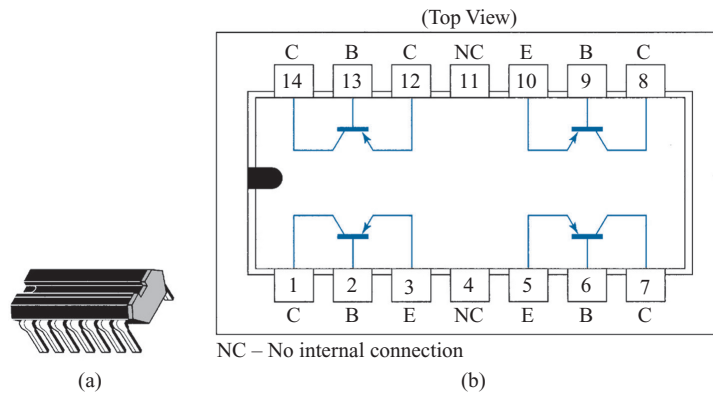 (Top View)
C B C NC E B C
14 13 12 11 10 9 8
1 2 3 4 5 6 7
C B E NC E B C
NC – No internal connection
(a) (b)